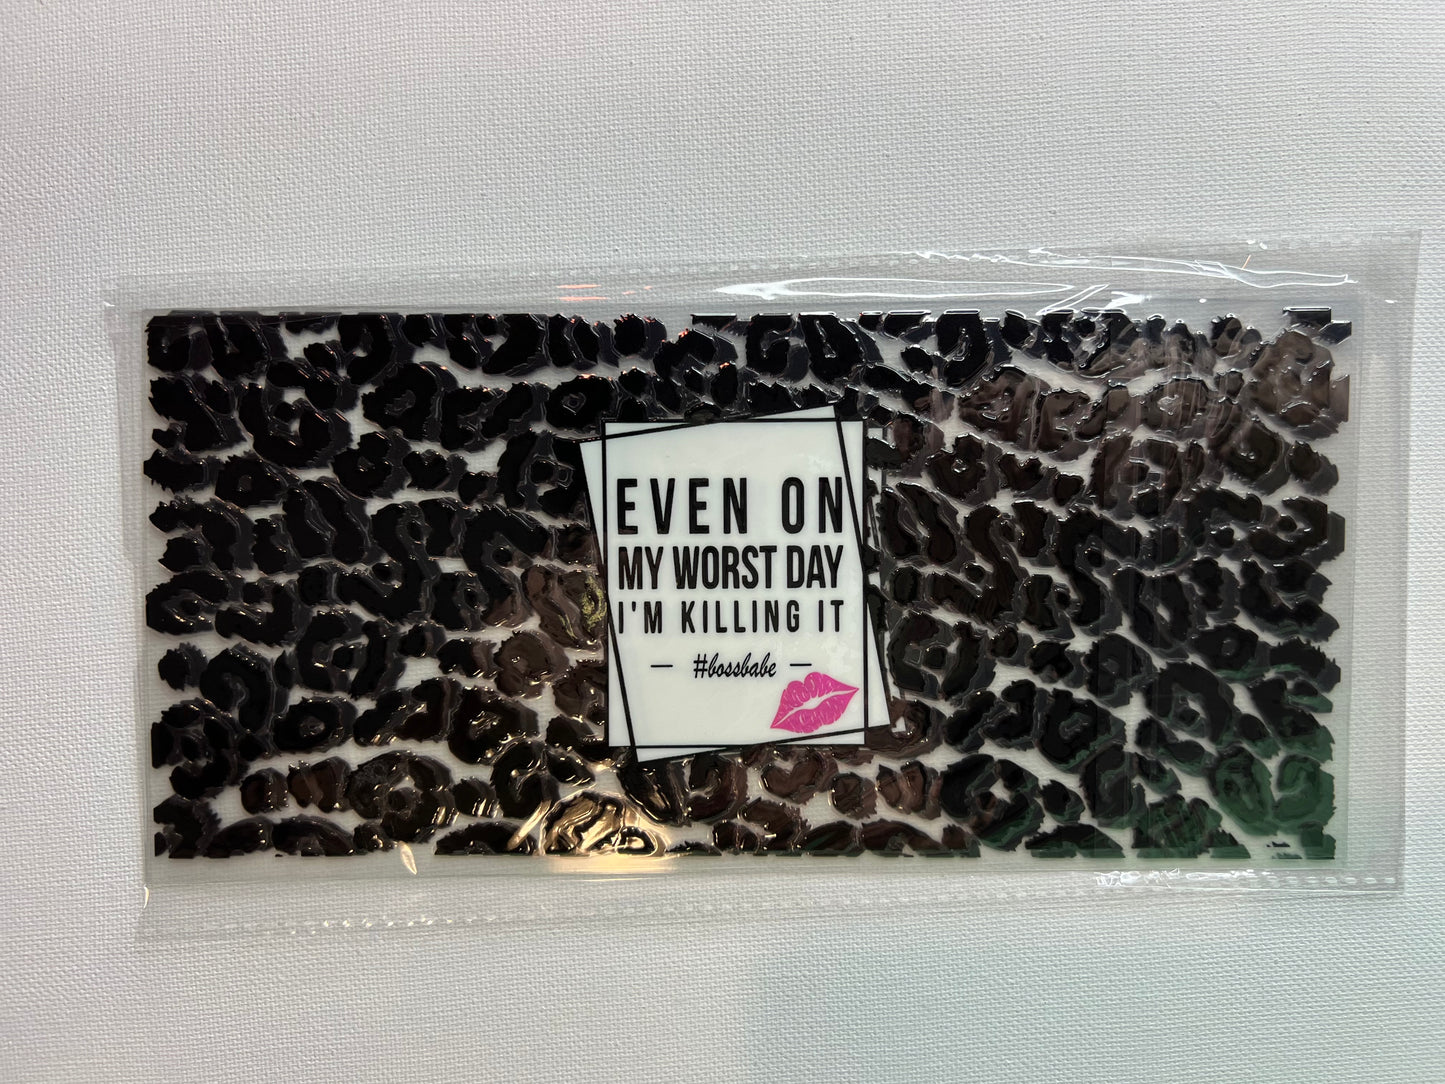 EVEN ON
MY WORST DAY
I'M KILLING IT
— #bossbabe —